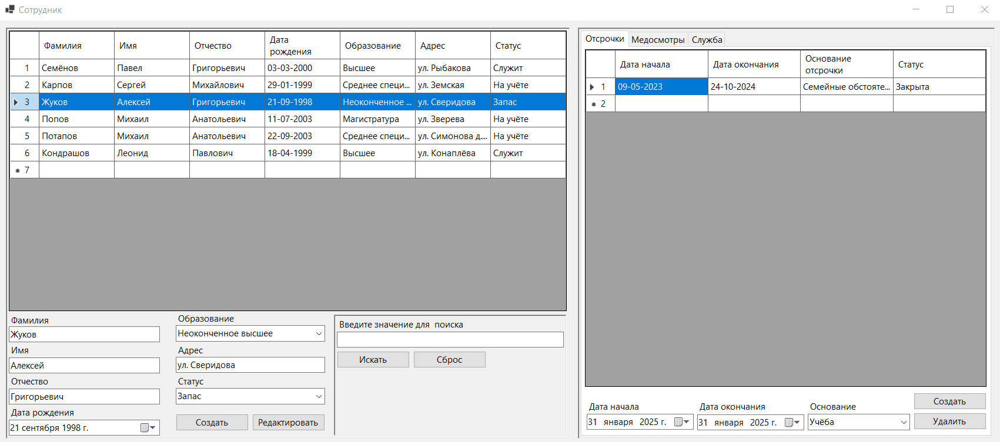 Сотрудник
Фамилия Имя Отчество Дата рождения Образование Адрес Статус
1 Семёнов Павел Григорьевич 03-03-2000 Высшее ул. Рыбакова Служит
2 Карпов Сергей Михайлович 29-01-1999 Среднее специ... ул. Земская На учёте
3 Жуков Алексей Григорьевич 21-09-1998 Неоконченное ... ул. Сверидова Запас
4 Попов Михаил Анатольевич 11-07-2003 Магистратура ул. Зверева На учёте
5 Потапов Михаил Анатольевич 22-09-2003 Среднее специ... ул. Симонова д.... На учёте
6 Кондрашов Леонид Павлович 18-04-1999 Высшее ул. Конаплёва Служит
7
Фамилия
Жуков
Имя
Алексей
Отчество
Григорьевич
Дата рождения
21 сентября 1998 г.
Образование
Неоконченное высшее
Адрес
ул. Сверидова
Статус
Запас
Создать Редактировать
Введите значение для поиска
Искать Сброс
Отсрочки Медосмотры Служба
Дата начала Дата окончания Основание отсрочки Статус
1 09-05-2023 24-10-2024 Семейные обстояте... Закрыта
2
Дата начала
31 января 2025 г.
Дата окончания
31 января 2025 г.
Основание
Учёба
Создать
Удалить